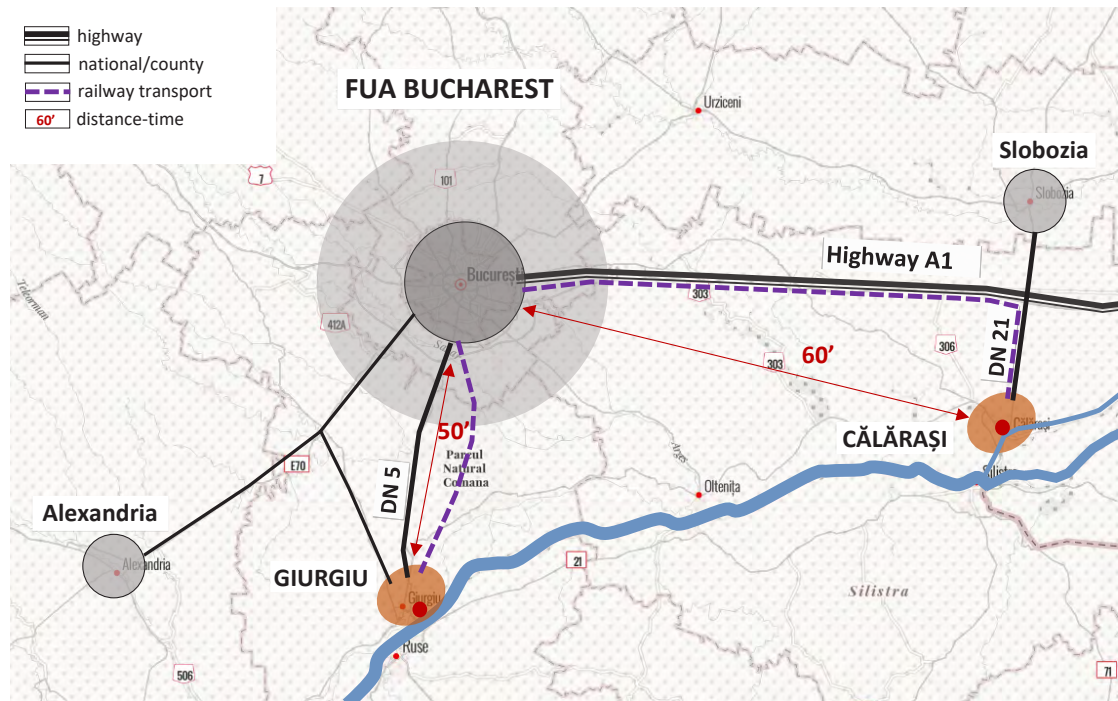 highway
national/county
railway transport
60' distance-time
FUA BUCHAREST
Urziceni
Slobozia
7
101
Slobozia
București
Highway A1
303
Teleorman
412A
306
DN 21
60'
303
50'
CĂLĂRAȘI
Călărași
Silistra
E70
Parcul
Natural
Comana
Argeș
Oltenița
DN 5
Alexandria
Alexandria
21
GIURGIU
Giurgiu
Silistra
Ruse
506
71